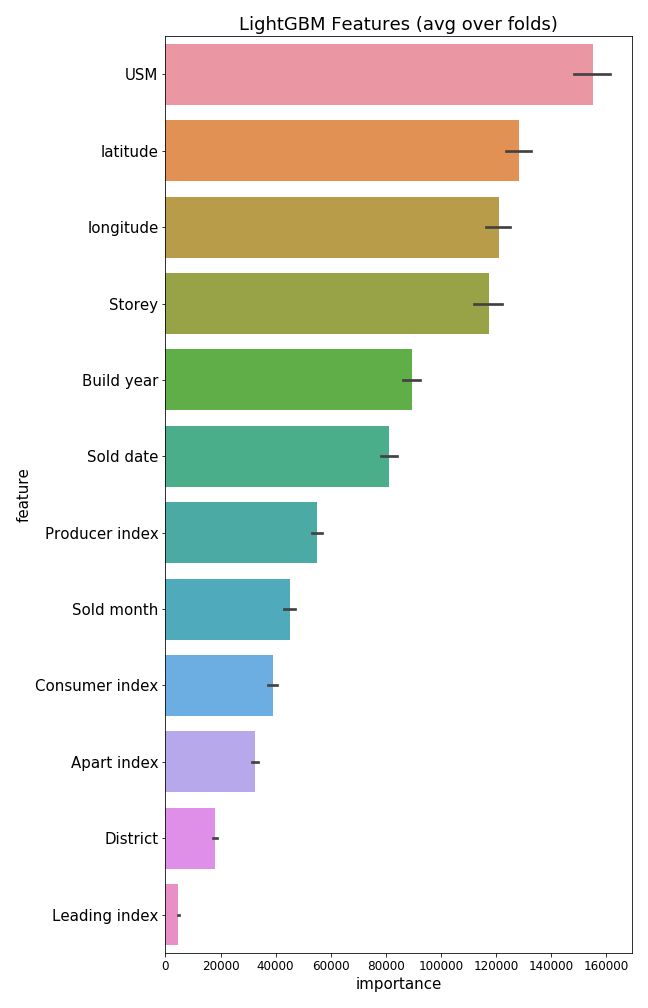 LightGBM Features (avg over folds)
USM
latitude
longitude
Storey
Build year
Sold date
Producer index
Sold month
Consumer index
Apart index
District
Leading index
feature
0 20000 40000 60000 80000 100000 120000 140000 160000
importance